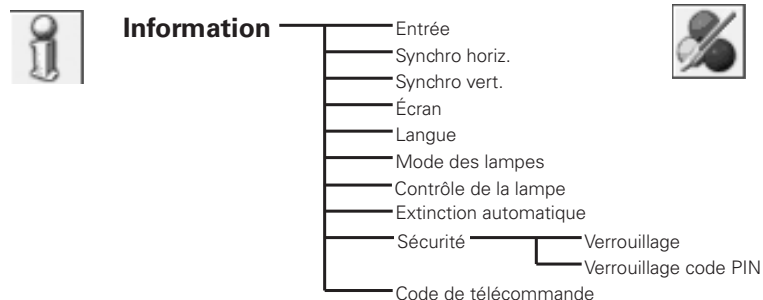 Information
Entrée
Synchro horiz.
Synchro vert.
Écran
Langue
Mode des lampes
Contrôle de la lampe
Extinction automatique
Sécurité
Verrouillage
Verrouillage code PIN
Code de télécommande